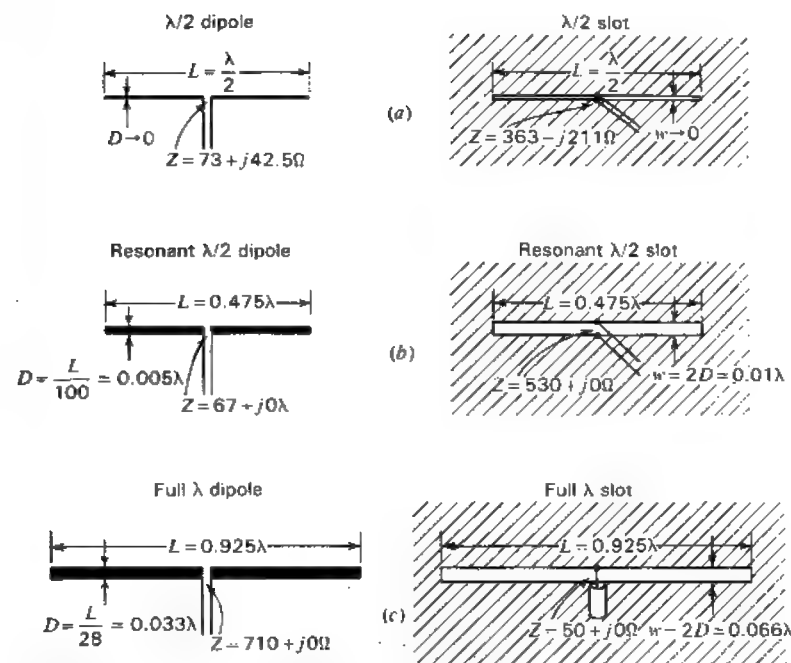 λ/2 dipole
L = λ/2
D→0
Z = 73 + j42.5Ω
(a)
λ/2 slot
L = λ/2
Z = 363 − j211Ω
w→0
Resonant λ/2 dipole
L = 0.475λ
D = L/100 = 0.005λ
Z = 67 + j0λ
(b)
Resonant λ/2 slot
L = 0.475λ
Z = 530 + j0Ω
w = 2D = 0.01λ
Full λ dipole
L = 0.925λ
D = L/28 = 0.033λ
Z = 710 + j0Ω
(c)
Full λ slot
L = 0.925λ
Z − 50 + j0Ω
w − 2D = 0.066λ